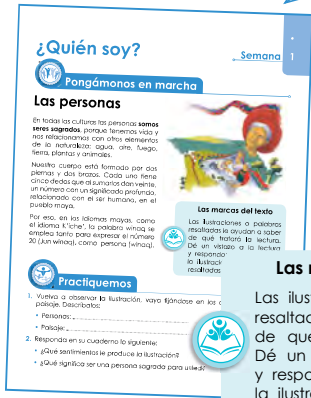 ¿Quién soy?
Semana 1
Pongámonos en marcha
Las personas
En todas las culturas las personas somos
seres sagrados, porque tenemos vida y
nos relacionamos con otros elementos
de la naturaleza: agua, aire, fuego,
tierra, plantas y animales.
Nuestro cuerpo está formado por dos
piernas y dos brazos. Cada uno tiene
cinco dedos que al sumarlos dan veinte,
un número con un significado profundo,
relacionado con el ser humano, en el
pueblo maya.
Por eso, en los idiomas mayas, como
el idioma K'iche', la palabra winaq se
emplea tanto para expresar el número
20 (Jun winaq), como persona (winaq).
Las marcas del texto
Las ilustraciones o palabras
resaltadas le ayudan a saber
de qué tratará la lectura.
Dé un vistazo a la lectura
y responda
la ilustrac
resaltadas
Practiquemos
1. Vuelva a observar la ilustración, vaya fijándose en las
paisaje. Descríbalos:
• Personas:
• Paisaje:
2. Responda en su cuaderno lo siguiente:
• ¿Qué sentimientos le produce la ilustración?
• ¿Qué significa ser una persona sagrada para usted?
Las
Las ilus
resaltac
de que
Dé un
y respo
la ilustr